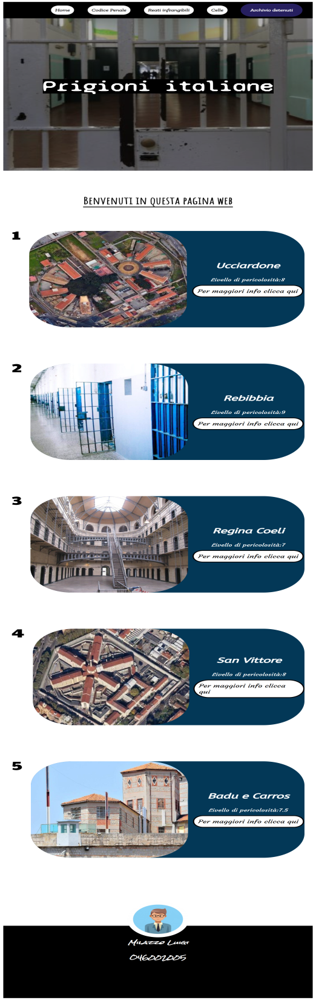 Home Codice Penale Reati infrangibili Celle Archivio detenuti
Prigioni italiane
Benvenuti in questa pagina web
1
Ucciardone
Livello di pericolosità:8
Per maggiori info clicca qui
2
Rebibbia
Livello di pericolosità:9
Per maggiori info clicca qui
3
Regina Coeli
Livello di pericolosità:7
Per maggiori info clicca qui
4
San Vittore
Livello di pericolosità:8
Per maggiori info clicca
qui
5
Badu e Carros
Livello di pericolosità:7.5
Per maggiori info clicca qui
Milazzo Luigi
046002005